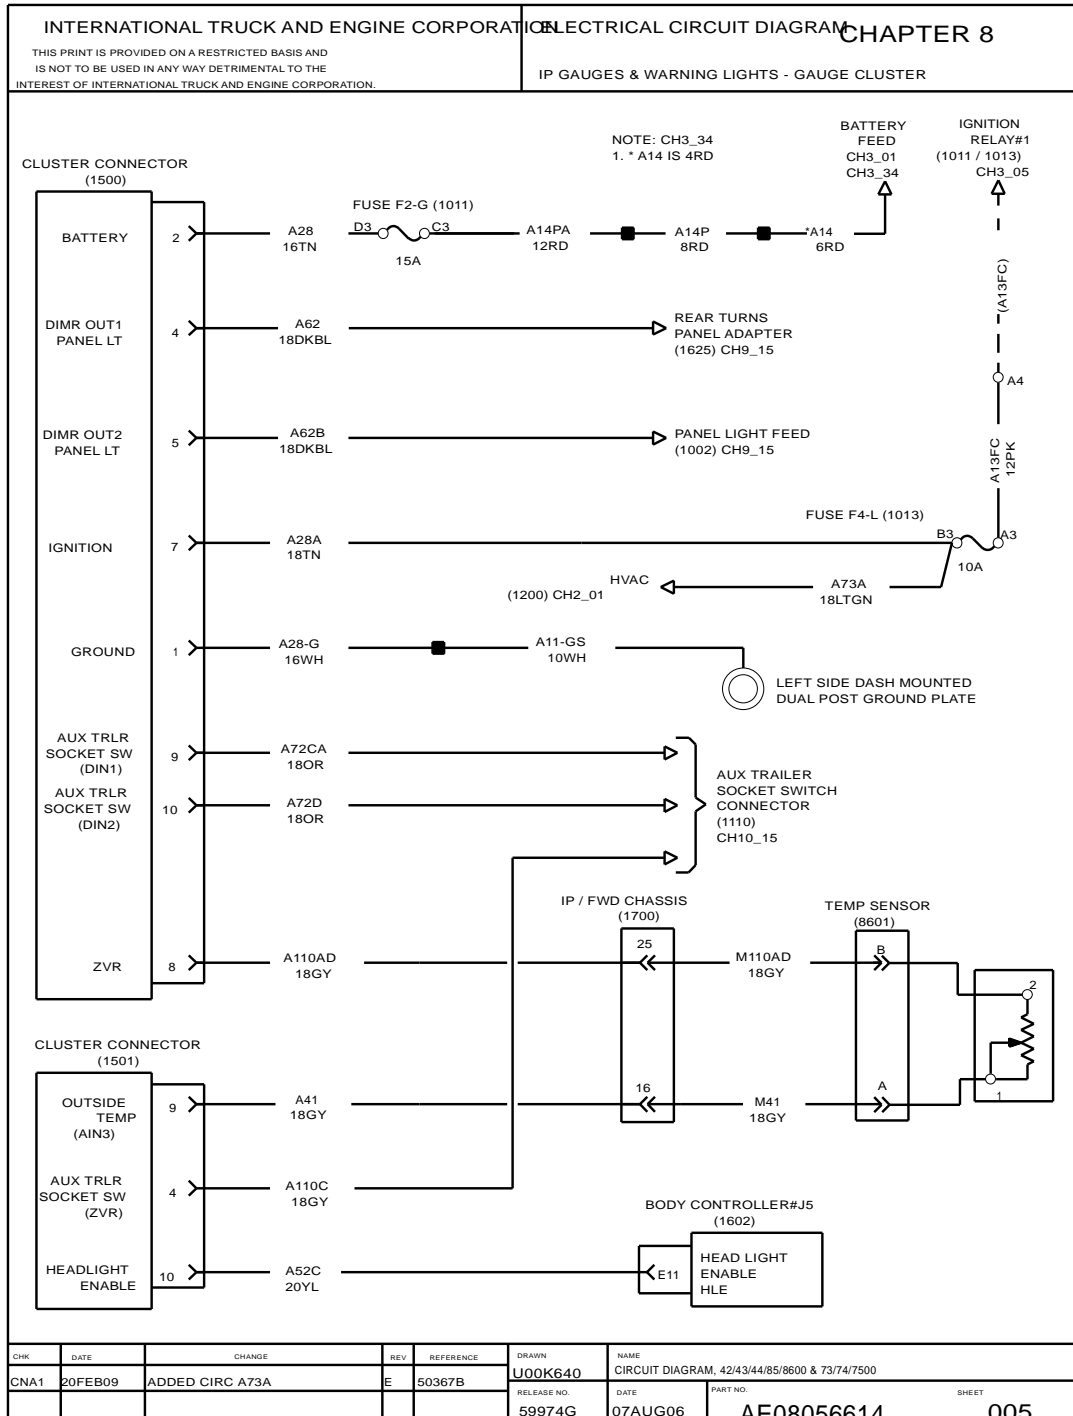 INTERNATIONAL TRUCK AND ENGINE CORPORATION
THIS PRINT IS PROVIDED ON A RESTRICTED BASIS AND
IS NOT TO BE USED IN ANY WAY DETRIMENTAL TO THE
INTEREST OF INTERNATIONAL TRUCK AND ENGINE CORPORATION.
ELECTRICAL CIRCUIT DIAGRAM
CHAPTER 8
IP GAUGES & WARNING LIGHTS - GAUGE CLUSTER
NOTE: CH3_34
1. * A14 IS 4RD
BATTERY
FEED
CH3_01
CH3_34
IGNITION
RELAY#1
(1011 / 1013)
CH3_05
CLUSTER CONNECTOR
(1500)
BATTERY
2
A28
16TN
FUSE F2-G (1011)
D3
C3
15A
A14PA
12RD
A14P
8RD
*A14
6RD
(A13FC)
A4
A13FC
12PK
DIMR OUT1
PANEL LT
4
A62
18DKBL
REAR TURNS
PANEL ADAPTER
(1625) CH9_15
DIMR OUT2
PANEL LT
5
A62B
18DKBL
PANEL LIGHT FEED
(1002) CH9_15
IGNITION
7
A28A
18TN
FUSE F4-L (1013)
B3
A3
10A
HVAC
(1200) CH2_01
A73A
18LTGN
GROUND
1
A28-G
16WH
A11-GS
10WH
LEFT SIDE DASH MOUNTED
DUAL POST GROUND PLATE
AUX TRLR
SOCKET SW
(DIN1)
9
A72CA
18OR
AUX TRLR
SOCKET SW
(DIN2)
10
A72D
18OR
AUX TRAILER
SOCKET SWITCH
CONNECTOR
(1110)
CH10_15
ZVR
8
A110AD
18GY
IP / FWD CHASSIS
(1700)
25
M110AD
18GY
TEMP SENSOR
(8601)
B
2
CLUSTER CONNECTOR
(1501)
OUTSIDE
TEMP
(AIN3)
9
A41
18GY
16
M41
18GY
A
1
AUX TRLR
SOCKET SW
(ZVR)
4
A110C
18GY
HEADLIGHT
ENABLE
10
A52C
20YL
BODY CONTROLLER#J5
(1602)
E11
HEAD LIGHT
ENABLE
HLE
CHK DATE CHANGE REV REFERENCE
CNA1 20FEB09 ADDED CIRC A73A E 50367B
DRAWN
U00K640
NAME
CIRCUIT DIAGRAM, 42/43/44/85/8600 & 73/74/7500
RELEASE NO.
59974G
DATE
07AUG06
PART NO.
AE08056614
SHEET
005